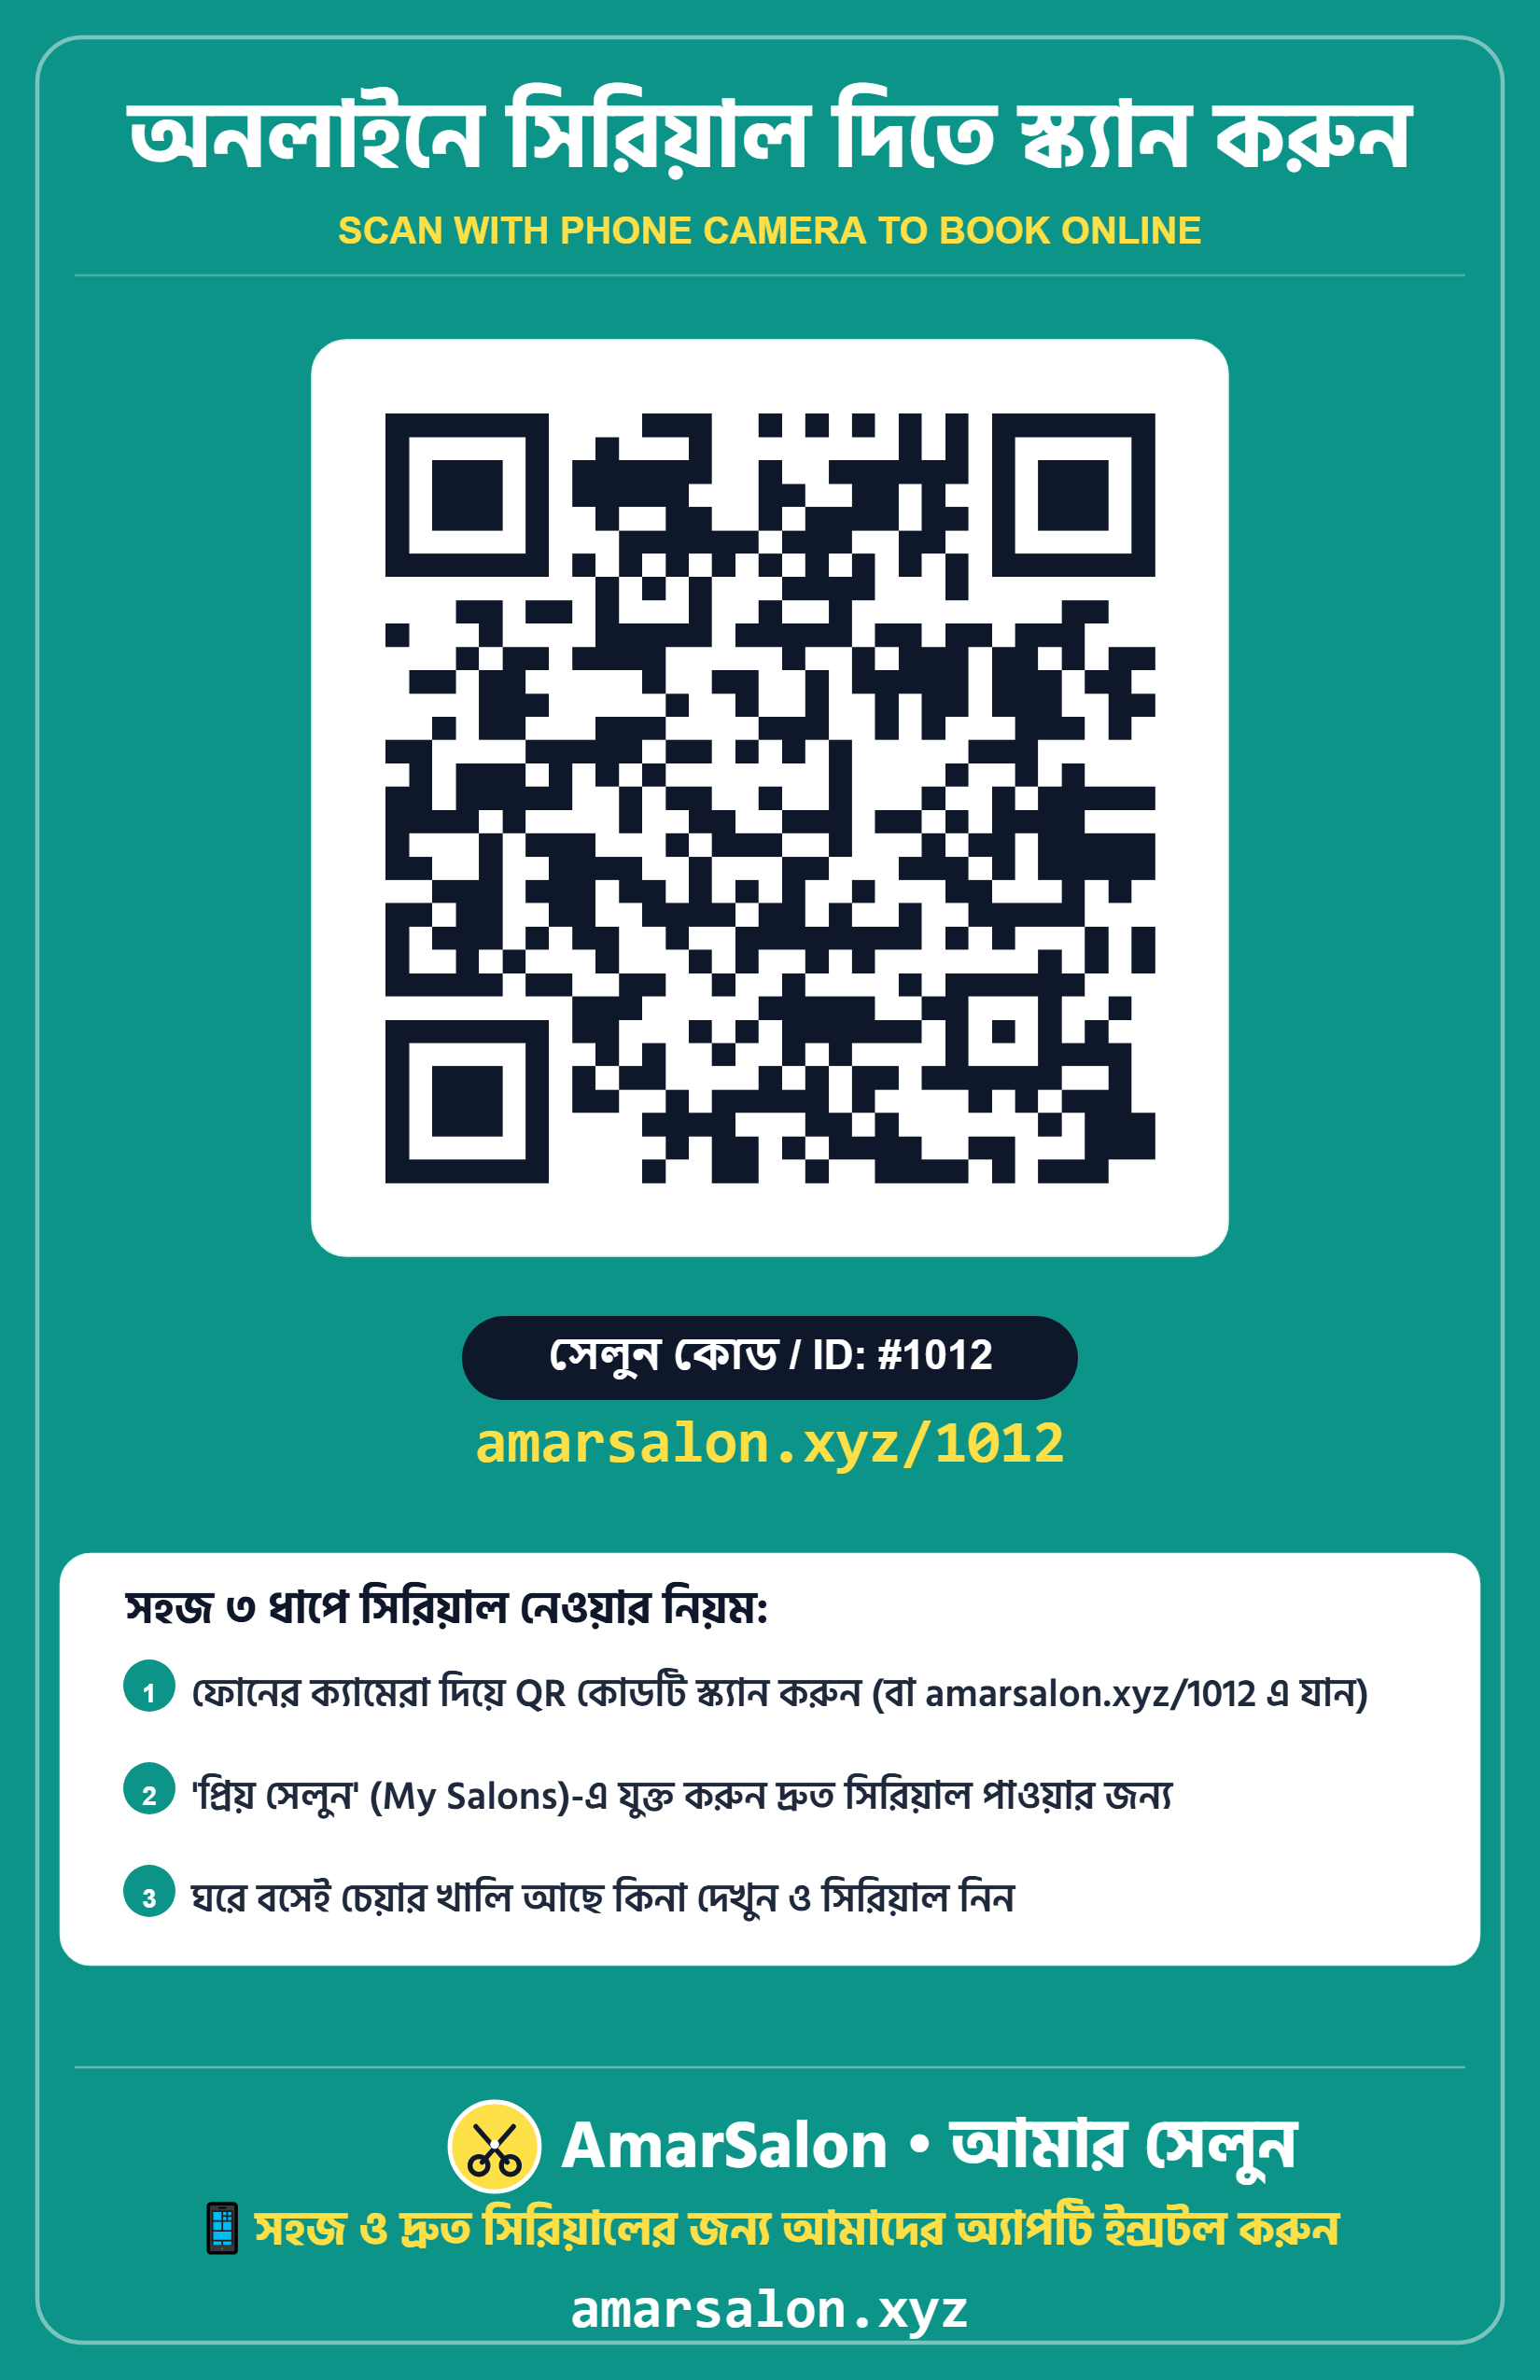 অনলাইনে সিরিয়াল দিতে স্ক্যান করুন
SCAN WITH PHONE CAMERA TO BOOK ONLINE
সেলুন কোড / ID: #1012
amarsalon.xyz/1012
সহজ ৩ ধাপে সিরিয়াল নেওয়ার নিয়ম:
1 ফোনের ক্যামেরা দিয়ে QR কোডটি স্ক্যান করুন (বা amarsalon.xyz/1012 এ যান)
2 'প্রিয় সেলুন' (My Salons)-এ যুক্ত করুন দ্রুত সিরিয়াল পাওয়ার জন্য
3 ঘরে বসেই চেয়ার খালি আছে কিনা দেখুন ও সিরিয়াল নিন
AmarSalon • আমার সেলুন
সহজ ও দ্রুত সিরিয়ালের জন্য আমাদের অ্যাপটি ইন্সটল করুন
amarsalon.xyz